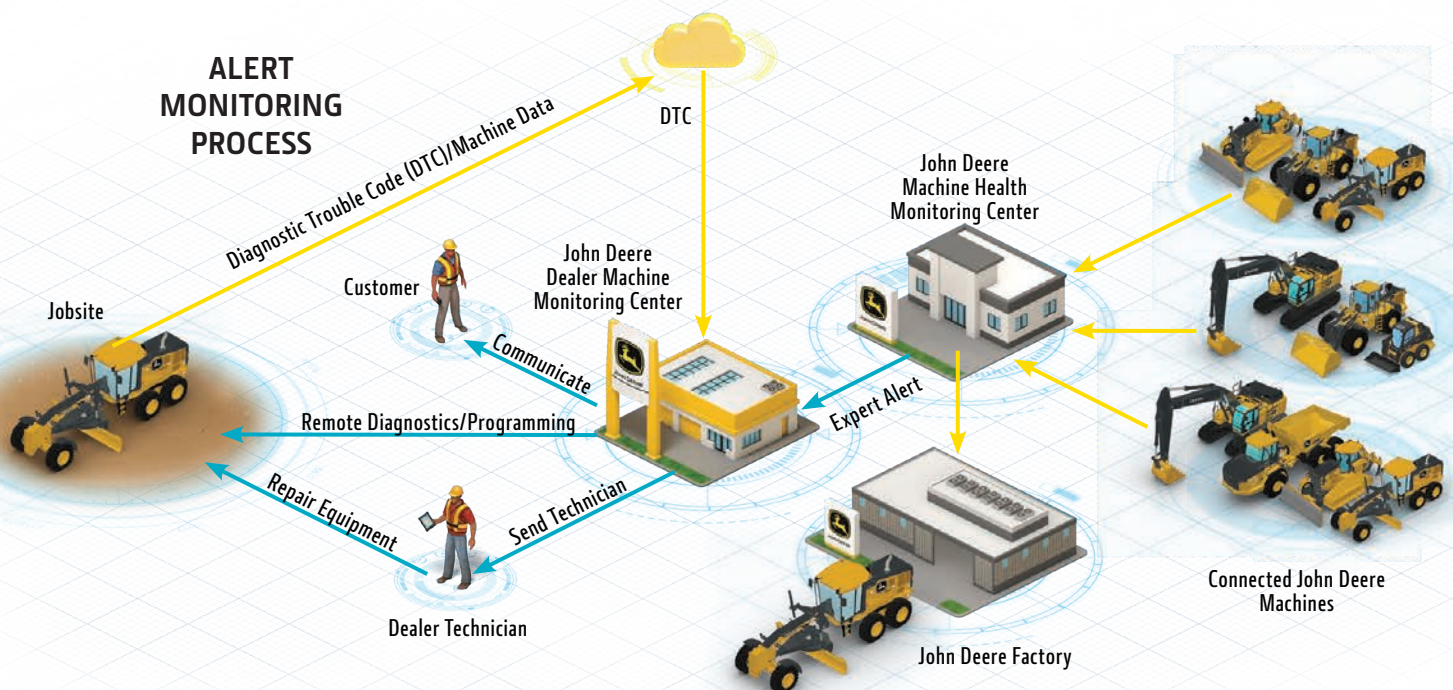 ALERT
MONITORING
PROCESS
Diagnostic Trouble Code (DTC)/Machine Data
DTC
John Deere
Machine Health
Monitoring Center
John Deere
Dealer Machine
Monitoring Center
Customer
Jobsite
Communicate
Remote Diagnostics/Programming
Expert Alert
Repair Equipment
Send Technician
Dealer Technician
John Deere Factory
Connected John Deere
Machines